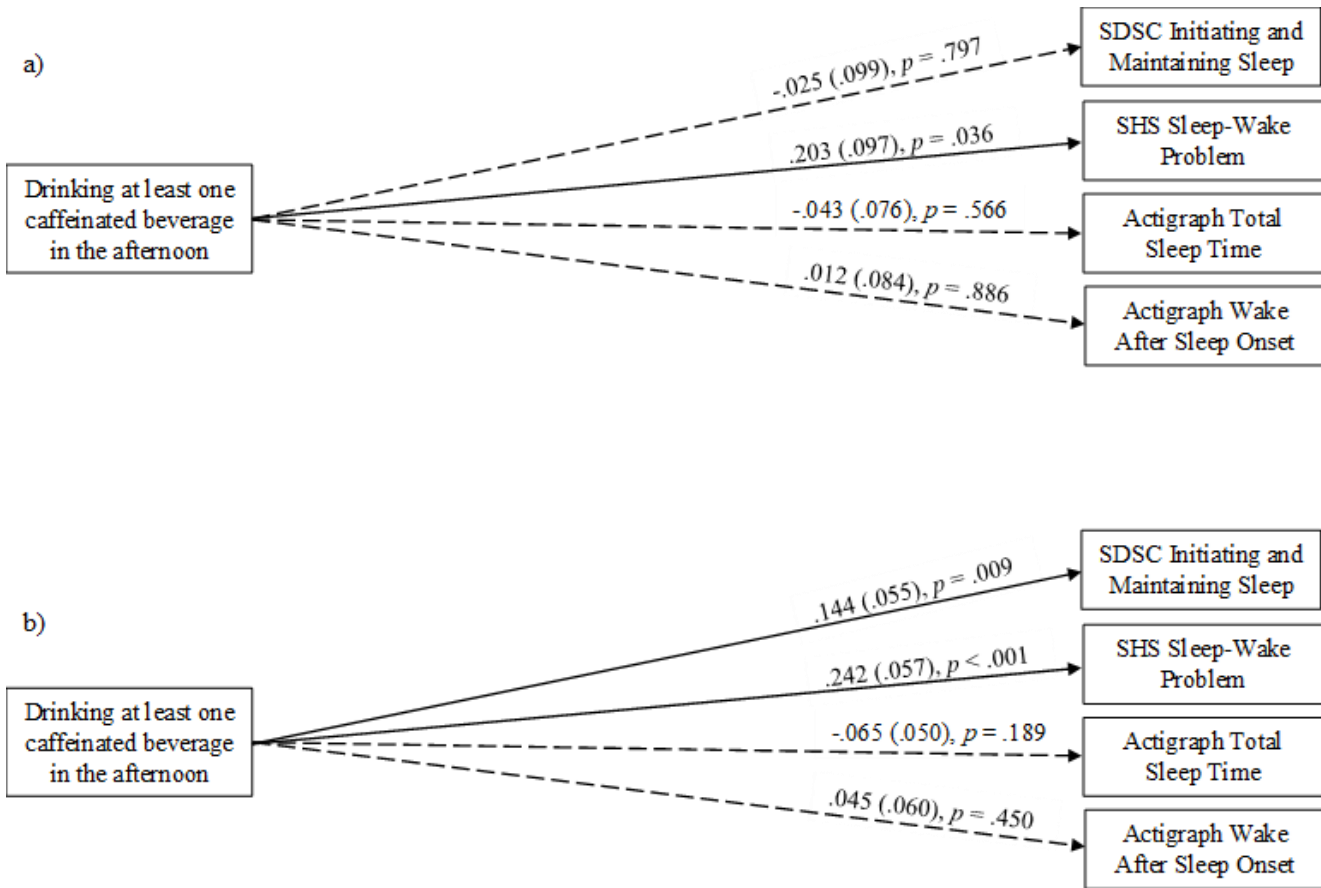 a)
SDSC Initiating and
Maintaining Sleep
-.025 (.099), p = .797
SHS Sleep-Wake
Problem
.203 (.097), p = .036
Drinking at least one
caffeinated beverage
in the afternoon
-.043 (.076), p = .566
Actigraph Total
Sleep Time
.012 (.084), p = .886
Actigraph Wake
After Sleep Onset
b)
SDSC Initiating and
Maintaining Sleep
.144 (.055), p = .009
SHS Sleep-Wake
Problem
.242 (.057), p < .001
Drinking at least one
caffeinated beverage
in the afternoon
-.065 (.050), p = .189
Actigraph Total
Sleep Time
.045 (.060), p = .450
Actigraph Wake
After Sleep Onset